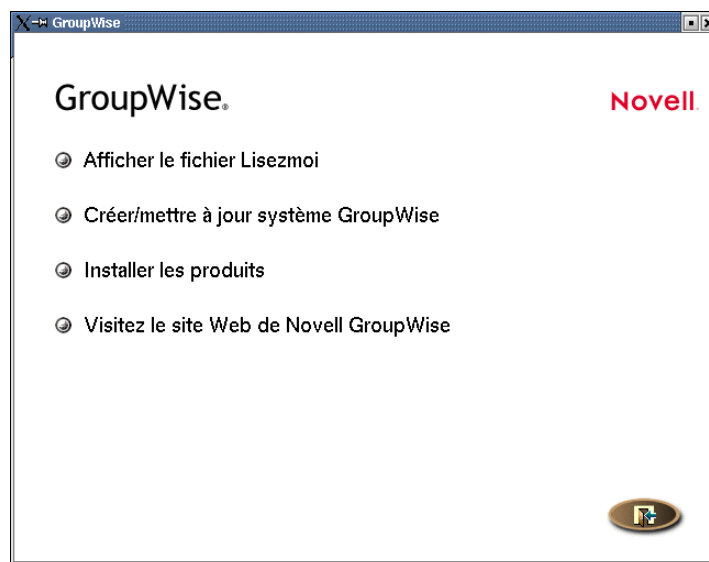 GroupWise
GroupWise®
Novell.
Afficher le fichier Lisezmoi
Créer/mettre à jour système GroupWise
Installer les produits
Visitez le site Web de Novell GroupWise